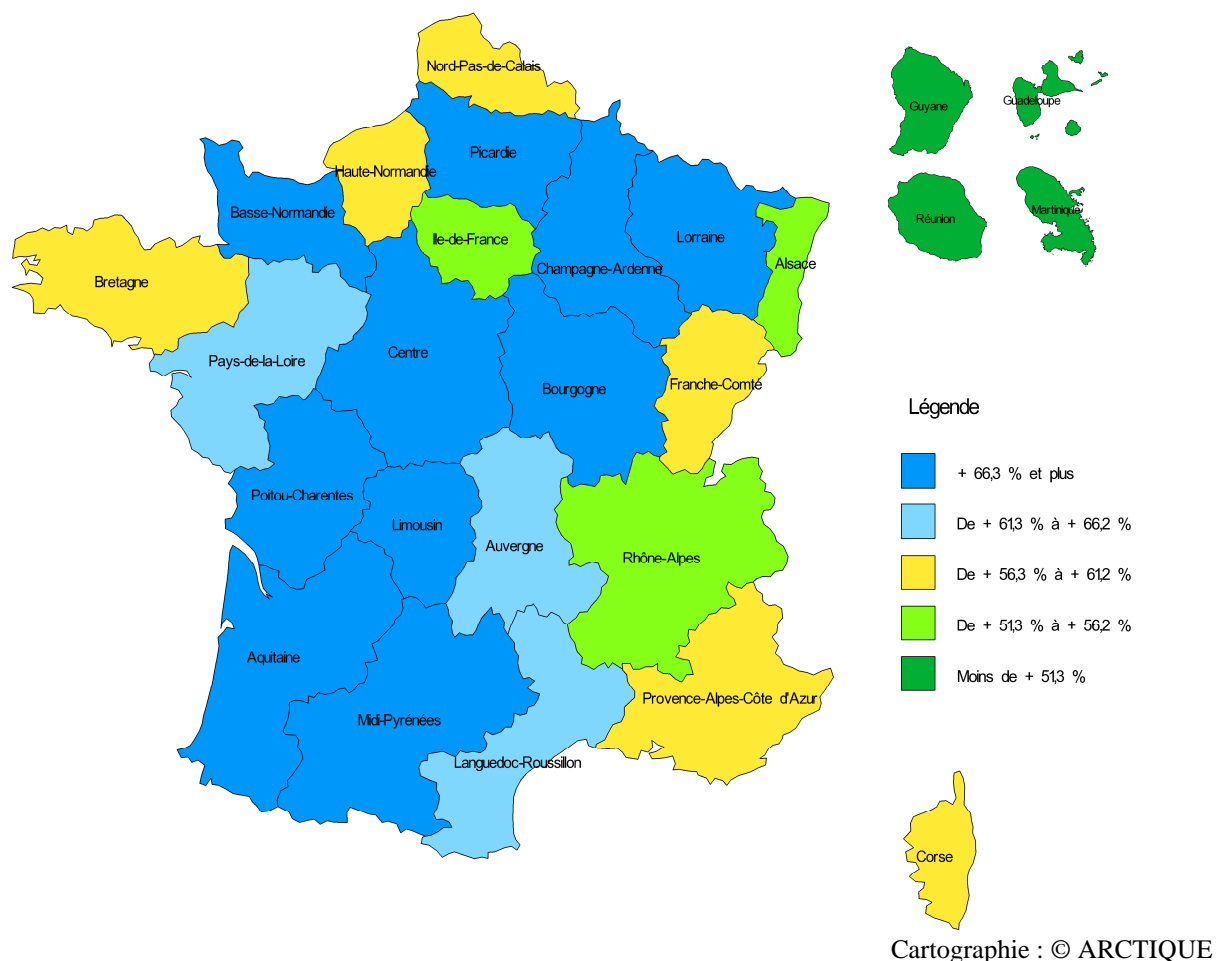 Nord-Pas-de-Calais
Guyane
Guadeloupe
Picardie
Haute-Normandie
Basse-Normandie
Réunion
Martinique
Ile-de-France
Lorraine
Champagne-Ardenne
Alsace
Bretagne
Pays-de-la-Loire
Centre
Bourgogne
Franche-Comté
Légende
+ 66,3 % et plus
Poitou-Charentes
Limousin
De + 61,3 % à + 66,2 %
Auvergne
Rhône-Alpes
De + 56,3 % à + 61,2 %
De + 51,3 % à + 56,2 %
Aquitaine
Moins de + 51,3 %
Provence-Alpes-Côte d'Azur
Midi-Pyrénées
Languedoc-Roussillon
Corse
Cartographie : © ARCTIQUE